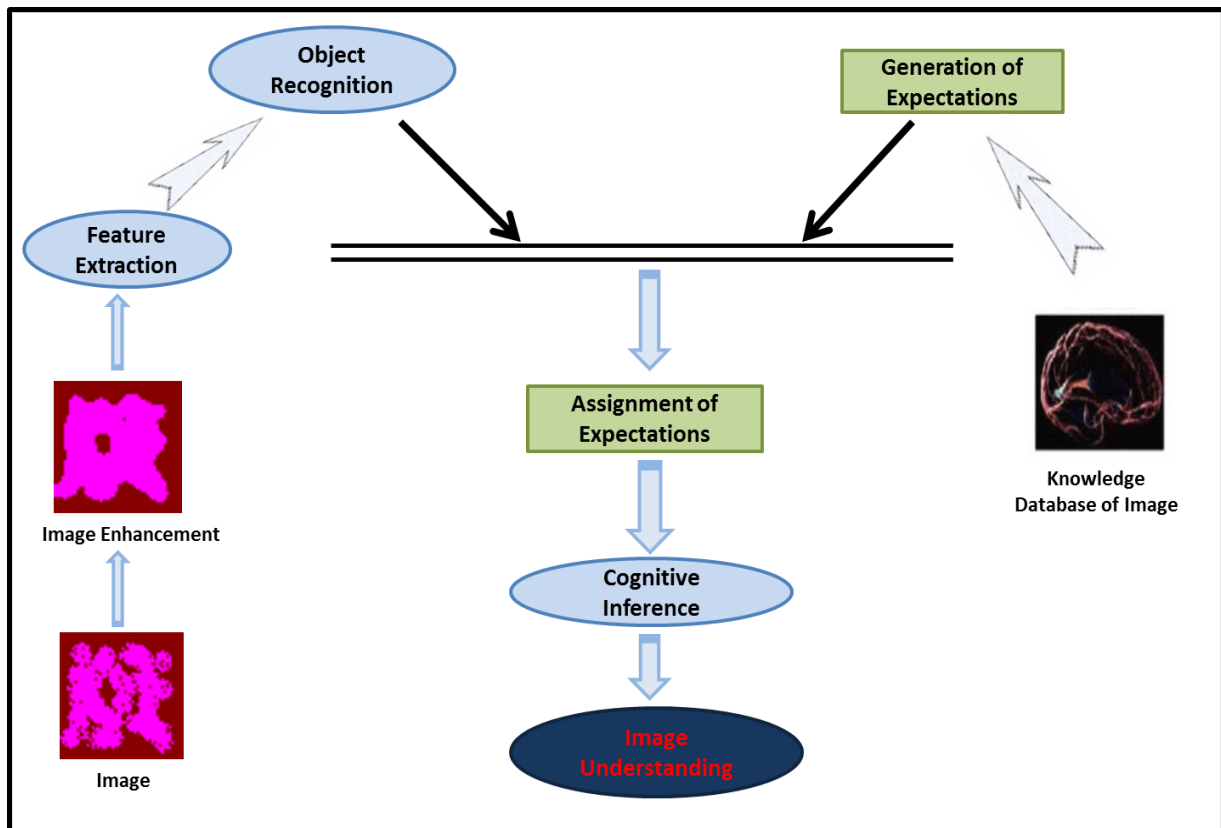 Object
Recognition
Generation of
Expectations
Feature
Extraction
Assignment of
Expectations
Knowledge
Database of Image
Image Enhancement
Cognitive
Inference
Image
Understanding
Image